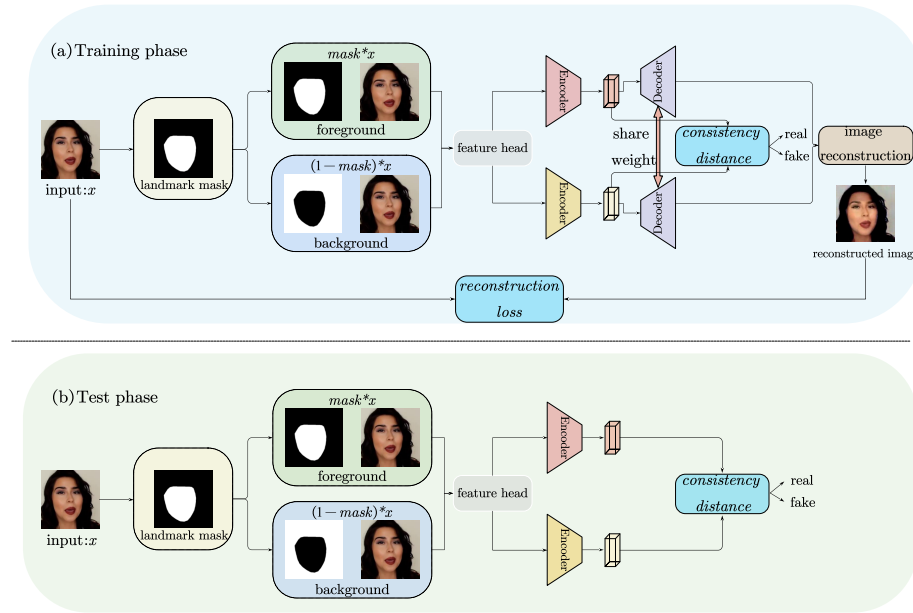 (a)Training phase
input:x
landmark mask
mask*x
foreground
(1−mask)*x
background
feature head
Encoder
Encoder
Decoder
Decoder
share
weight
consistency
distance
real
fake
image
reconstruction
reconstructed imag
reconstruction
loss
(b)Test phase
input:x
landmark mask
mask*x
foreground
(1−mask)*x
background
feature head
Encoder
Encoder
consistency
distance
real
fake